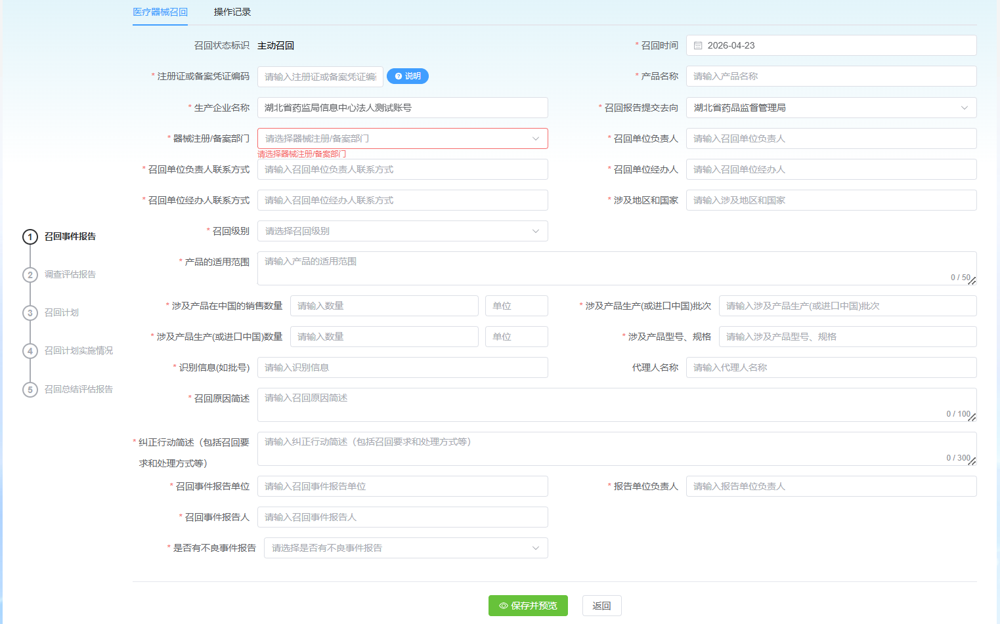 医疗器械召回 操作记录
召回状态标识 主动召回 * 召回时间 2026-04-23
* 注册证或备案凭证编码 请输入注册证或备案凭证编 说明 * 产品名称 请输入产品名称
* 生产企业名称 湖北省药监局信息中心法人测试账号 * 召回报告提交去向 湖北省药品监督管理局
* 器械注册/备案部门 请选择器械注册/备案部门 * 召回单位负责人 请输入召回单位负责人
请选择器械注册/备案部门
* 召回单位负责人联系方式 请输入召回单位负责人联系方式 * 召回单位经办人 请输入召回单位经办人
* 召回单位经办人联系方式 请输入召回单位联系方式 * 涉及地区和国家 请输入涉及地区和国家
1 召回事件报告 * 召回级别 请选择召回级别
* 产品的适用范围 请输入产品的适用范围
2 调查评估报告 0 / 50
3 召回计划 * 涉及产品在中国的销售数量 请输入数量 单位 * 涉及产品生产(或进口中国)批次 请输入涉及产品生产(或进口中国)批次
* 涉及产品生产(或进口中国)数量 请输入数量 单位 * 涉及产品型号、规格 请输入涉及产品型号、规格
4 召回计划实施情况
* 识别信息(如批号) 请输入识别信息 代理人名称 请输入代理人名称
5 召回总结评估报告 * 召回原因简述 请输入召回原因简述
0 / 100
* 纠正行动简述（包括召回要 请输入纠正行动简述（包括召回要求和处理方式等）
求和处理方式等） 0 / 300
* 召回事件报告单位 请输入召回事件报告单位 * 报告单位负责人 请输入报告单位负责人
* 召回事件报告人 请输入召回事件报告人
* 是否有不良事件报告 请选择是否有不良事件报告
保存并预览 返回